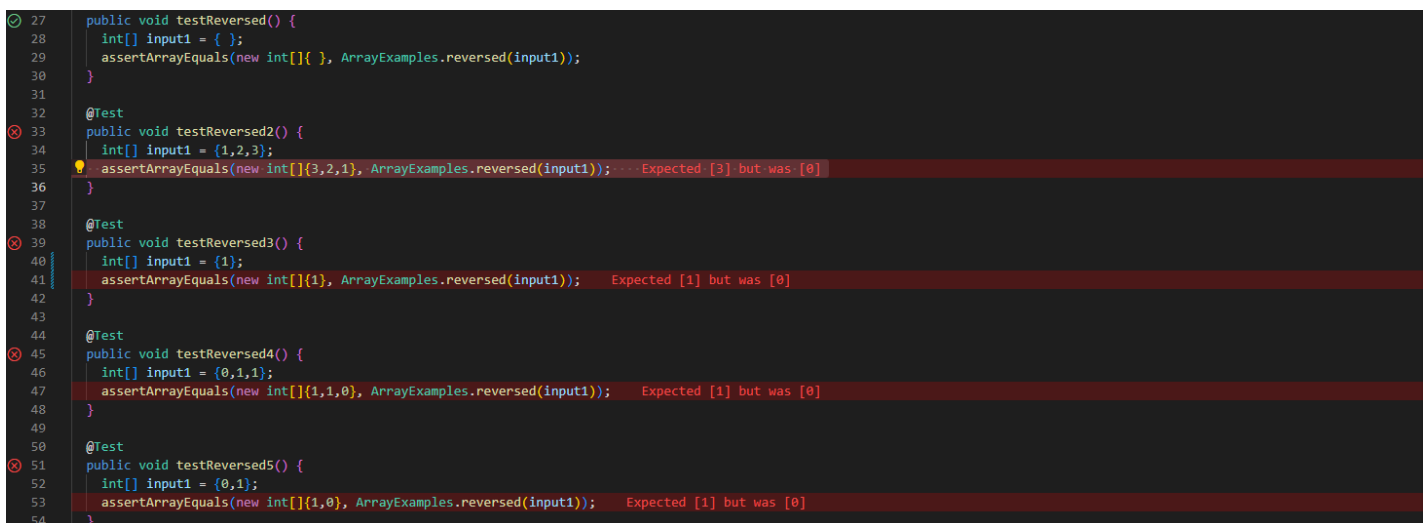 27 public void testReversed() {
28 int[] input1 = { };
29 assertArrayEquals(new int[]{ }, ArrayExamples.reversed(input1));
30 }
31
32 @Test
33 public void testReversed2() {
34 int[] input1 = {1,2,3};
35 assertArrayEquals(new int[]{3,2,1}, ArrayExamples.reversed(input1)); Expected [3] but was [0]
36 }
37
38 @Test
39 public void testReversed3() {
40 int[] input1 = {1};
41 assertArrayEquals(new int[]{1}, ArrayExamples.reversed(input1)); Expected [1] but was [0]
42 }
43
44 @Test
45 public void testReversed4() {
46 int[] input1 = {0,1,1};
47 assertArrayEquals(new int[]{1,1,0}, ArrayExamples.reversed(input1)); Expected [1] but was [0]
48 }
49
50 @Test
51 public void testReversed5() {
52 int[] input1 = {0,1};
53 assertArrayEquals(new int[]{1,0}, ArrayExamples.reversed(input1)); Expected [1] but was [0]
54 }